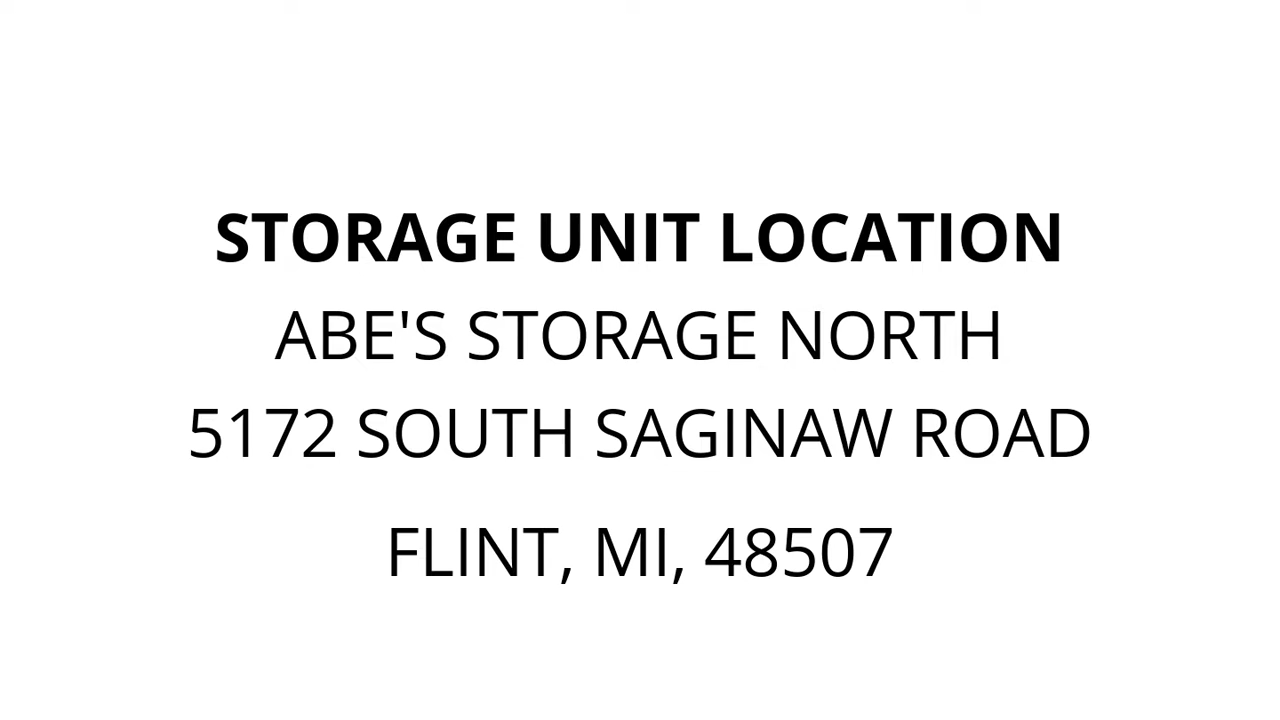 STORAGE UNIT LOCATION
ABE'S STORAGE NORTH
5172 SOUTH SAGINAW ROAD
FLINT, MI, 48507